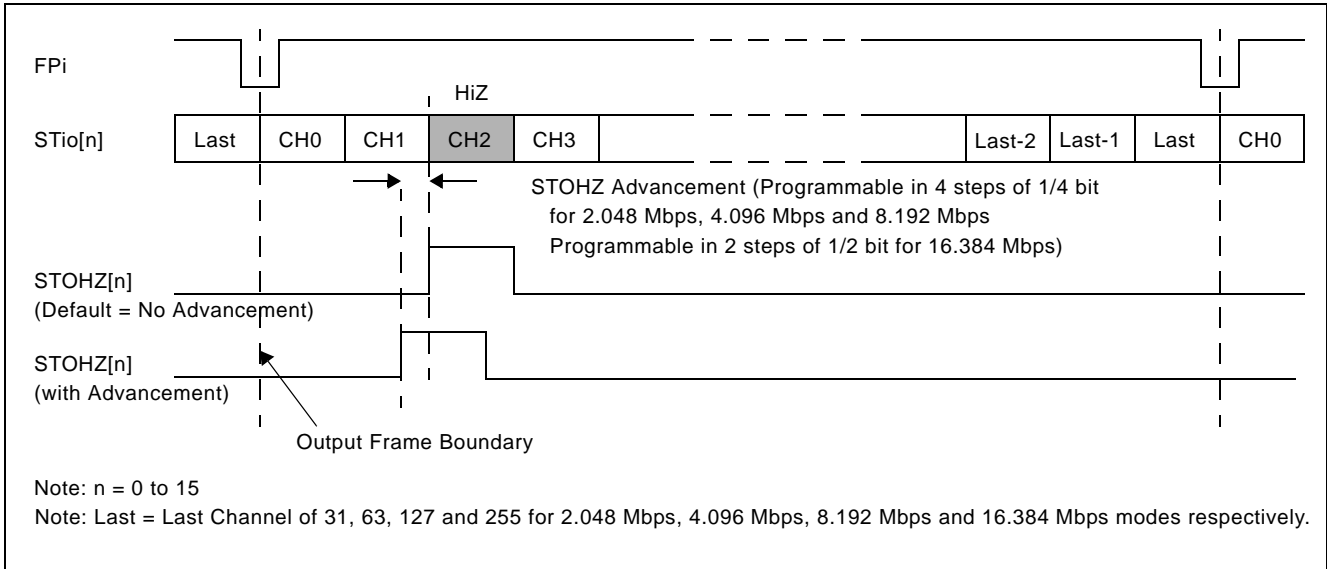 FPi
HiZ
STio[n]
Last
CH0
CH1
CH2
CH3
Last-2
Last-1
Last
CH0
STOHZ Advancement (Programmable in 4 steps of 1/4 bit
for 2.048 Mbps, 4.096 Mbps and 8.192 Mbps
Programmable in 2 steps of 1/2 bit for 16.384 Mbps)
STOHZ[n]
(Default = No Advancement)
STOHZ[n]
(with Advancement)
Output Frame Boundary
Note: n = 0 to 15
Note: Last = Last Channel of 31, 63, 127 and 255 for 2.048 Mbps, 4.096 Mbps, 8.192 Mbps and 16.384 Mbps modes respectively.